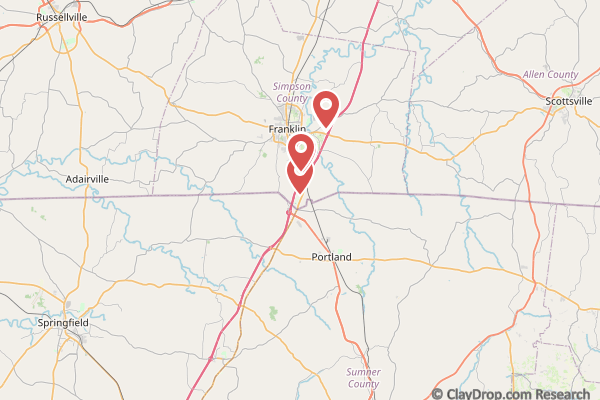 Russellville
Simpson
County
Allen County
Scottsville
Franklin
Adairville
Portland
Springfield
Sumner
County
© ClayDrop.com Research